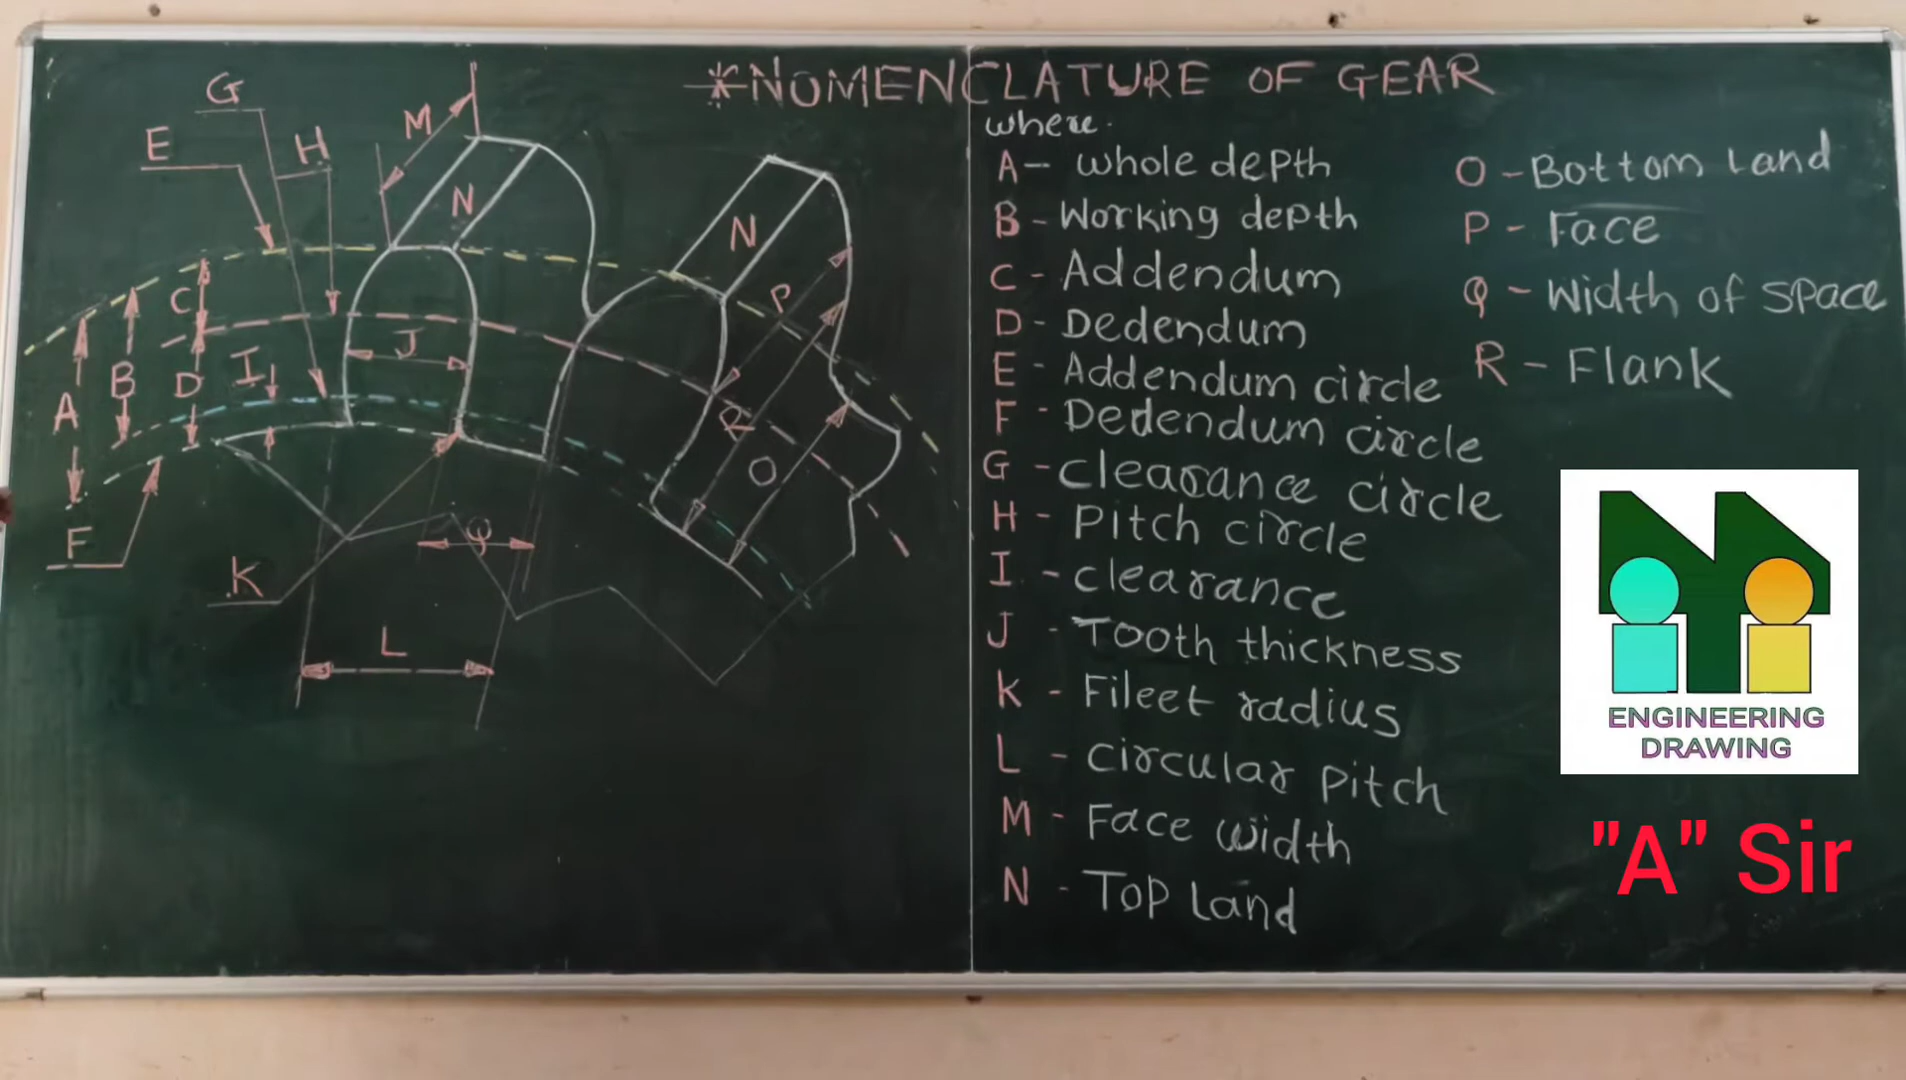 *NOMENCLATURE OF GEAR
where.
A- whole depth
B - Working depth
C - Addendum
D - Dedendum
E - Addendum circle
F - Dedendum circle
G - clearance circle
H - Pitch circle
I - clearance
J - Tooth thickness
K - Fileet radius
L - circular pitch
M - Face width
N - Top Land
O - Bottom Land
P - Face
Q - Width of space
R - Flank
G
E
H
M
N
N
C
J
P
I
B
D
A
R
O
F
Q
K
L
ENGINEERING
DRAWING
"A" Sir